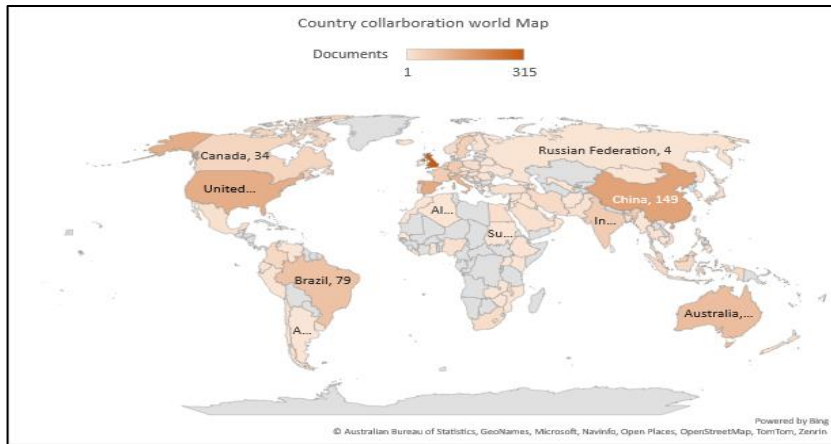 Country collarboration world Map
Documents
1 315
Canada, 34
Russian Federation, 4
United...
China, 149
Al...
In...
Su...
Brazil, 79
Australia,...
A...
Powered by Bing
© Australian Bureau of Statistics, GeoNames, Microsoft, Navinfo, Open Places, OpenStreetMap, TomTom, Zenrin